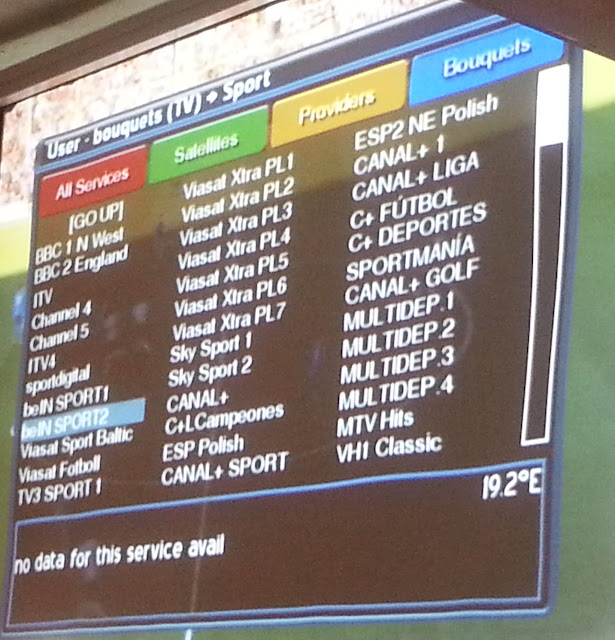 User - bouquets (TV) → Sport
All Services
Satellites
Providers
Bouquets
[GO UP]
BBC 1 N West
BBC 2 England
ITV
Channel 4
Channel 5
ITV4
sportdigital
beIN SPORT1
beIN SPORT2
Viasat Sport Baltic
Viasat Fotboll
TV3 SPORT 1
Viasat Xtra PL1
Viasat Xtra PL2
Viasat Xtra PL3
Viasat Xtra PL4
Viasat Xtra PL5
Viasat Xtra PL6
Viasat Xtra PL7
Sky Sport 1
Sky Sport 2
CANAL+
C+LCampeones
ESP Polish
CANAL+ SPORT
ESP2 NE Polish
CANAL+ 1
CANAL+ LIGA
C+ FÚTBOL
C+ DEPORTES
SPORTMANÍA
CANAL+ GOLF
MULTIDEP.1
MULTIDEP.2
MULTIDEP.3
MULTIDEP.4
MTV Hits
VH1 Classic
19.2°E
no data for this service avail